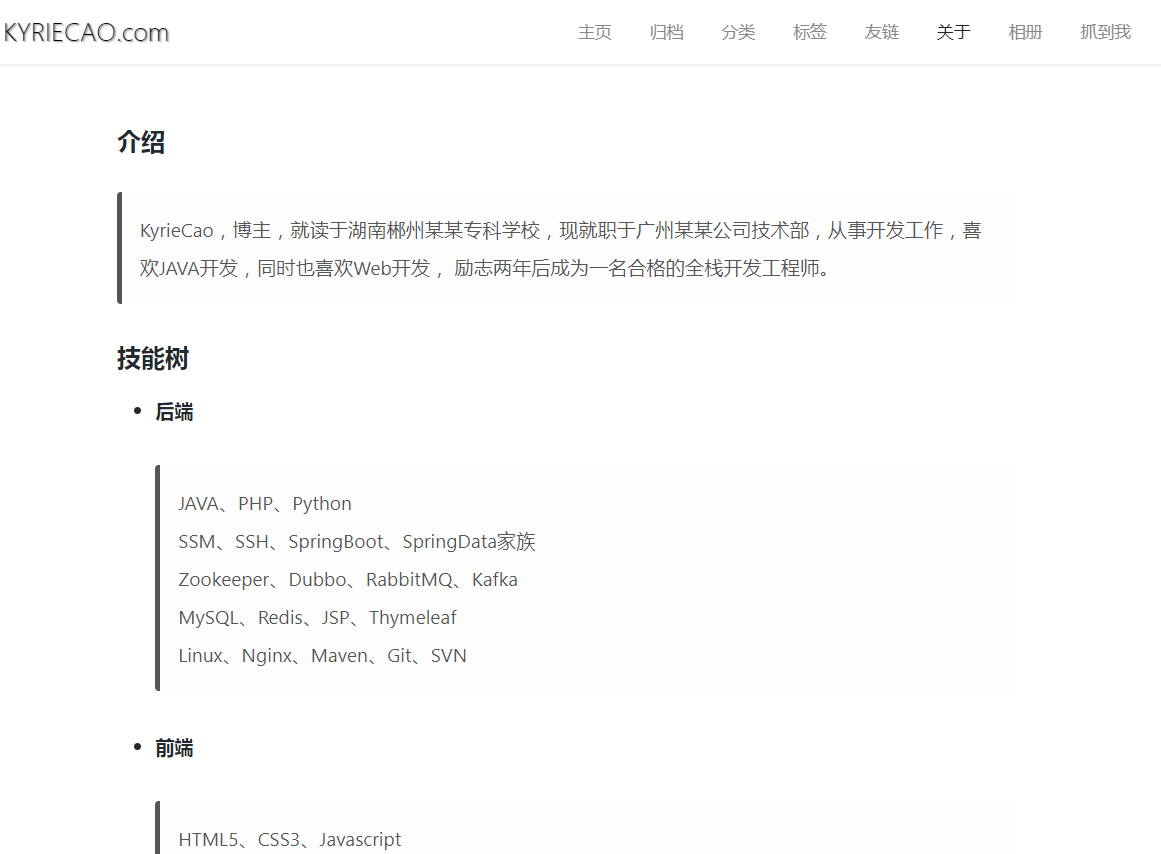 KYRIECAO.com 主页 归档 分类 标签 友链 关于 相册 抓到我
介绍
KyrieCao，博主，就读于湖南郴州某某专科学校，现就职于广州某某公司技术部，从事开发工作，喜
欢JAVA开发，同时也喜欢Web开发， 励志两年后成为一名合格的全栈开发工程师。
技能树
• 后端
JAVA、PHP、Python
SSM、SSH、SpringBoot、SpringData家族
Zookeeper、Dubbo、RabbitMQ、Kafka
MySQL、Redis、JSP、Thymeleaf
Linux、Nginx、Maven、Git、SVN
• 前端
HTML5、CSS3、Javascript